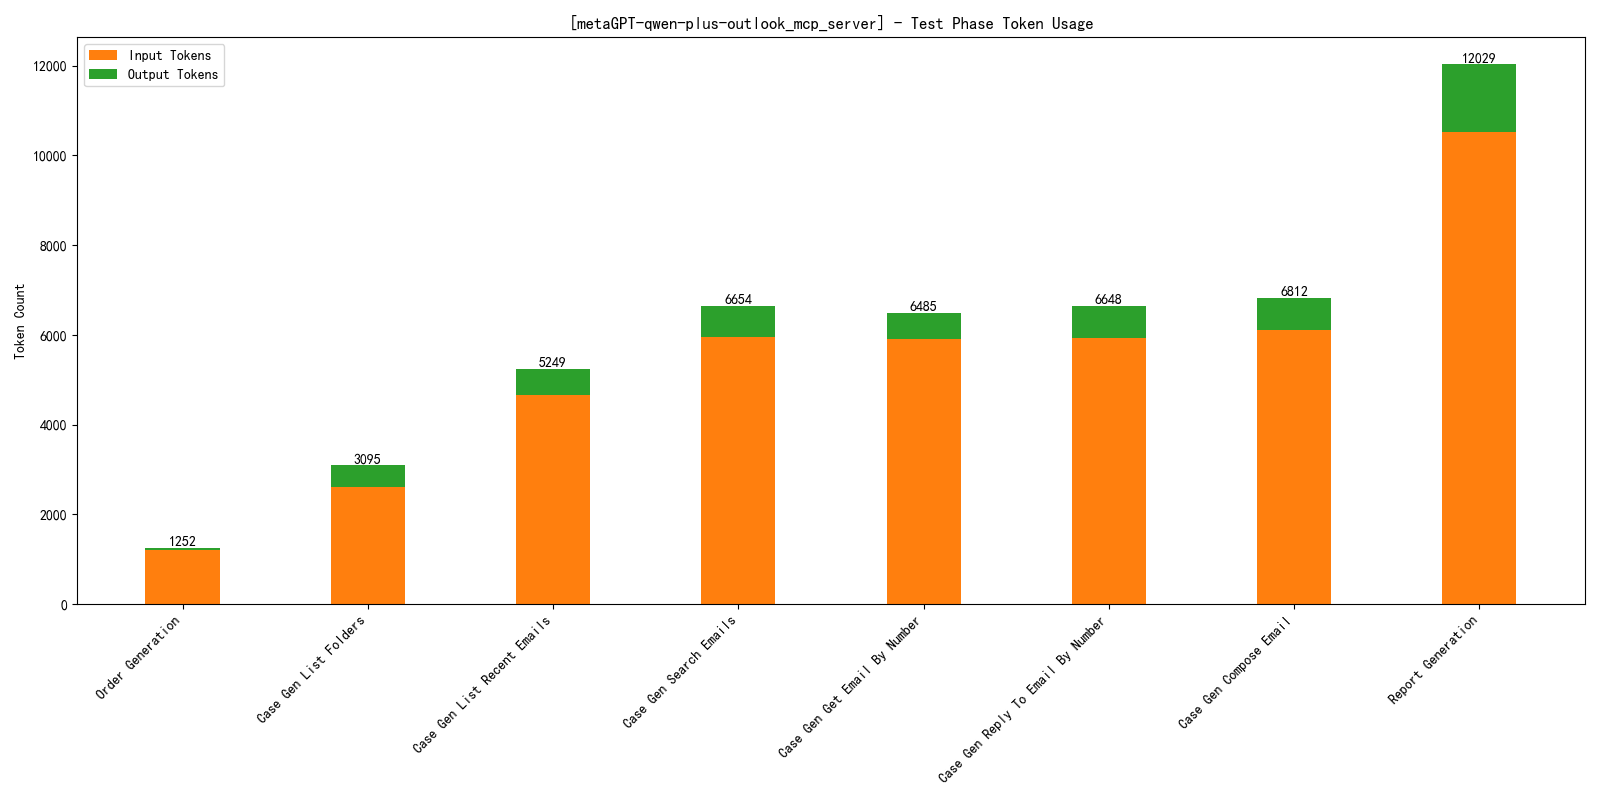 [metaGPT-qwen-plus-outlook_mcp_server] - Test Phase Token Usage
Input Tokens
Output Tokens
Token Count
12000
10000
8000
6000
4000
2000
0
1252
3095
5249
6654
6485
6648
6812
12029
Order Generation
Case Gen List Folders
Case Gen List Recent Emails
Case Gen Search Emails
Case Gen Get Email By Number
Case Gen Reply To Email By Number
Case Gen Compose Email
Report Generation